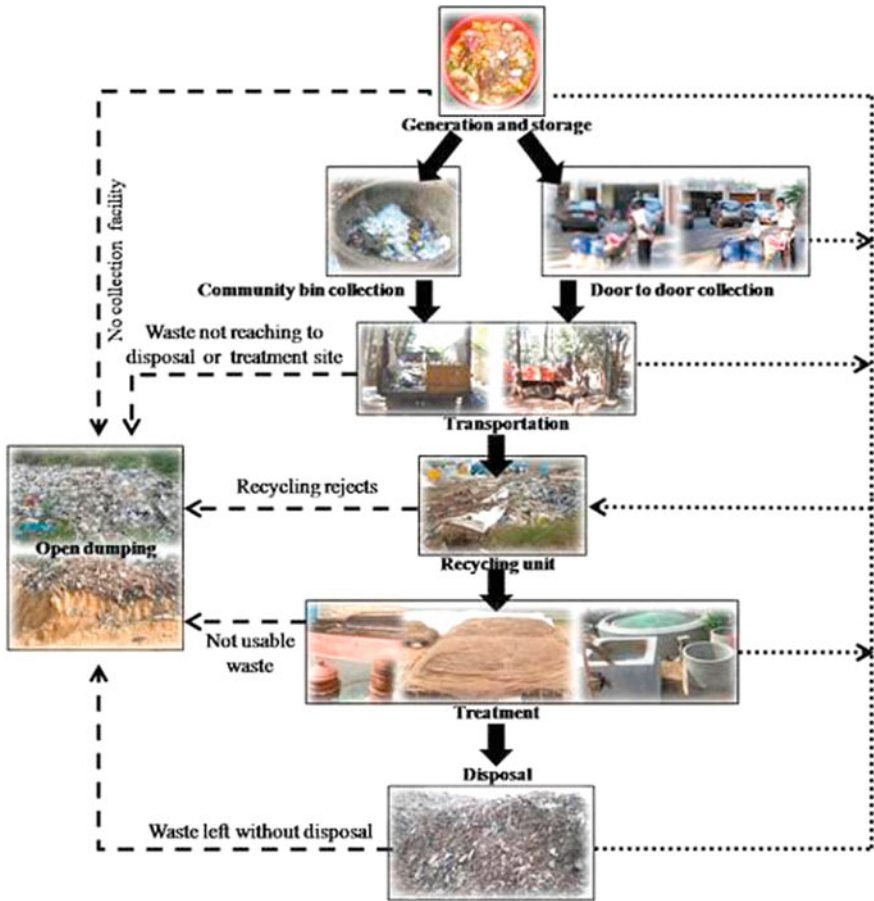 Generation and storage
No collection facility
Community bin collection
Door to door collection
Waste not reaching to
disposal or treatment site
Transportation
Recycling rejects
Open dumping
Recycling unit
Not usable
waste
Treatment
Disposal
Waste left without disposal